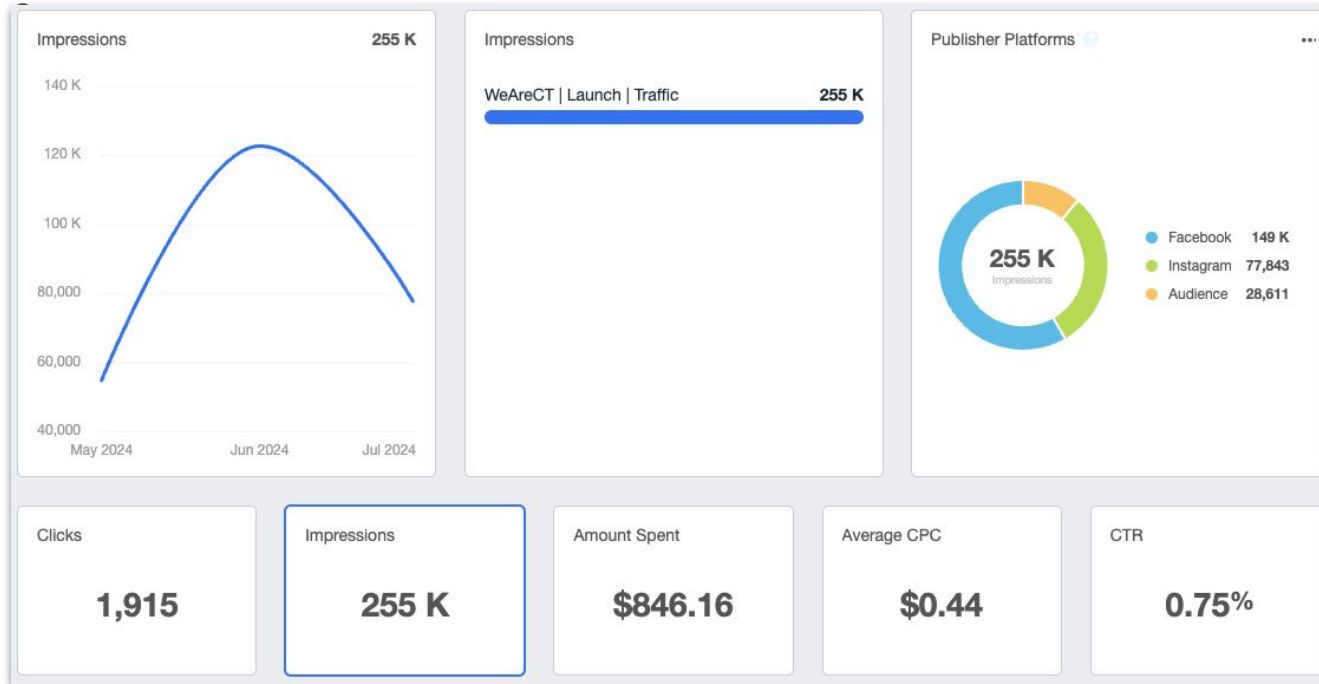 Impressions 255 K
140 K
120 K
100 K
80,000
60,000
40,000
May 2024 Jun 2024 Jul 2024
Impressions
WeAreCT | Launch | Traffic 255 K
Publisher Platforms
255 K
Impressions
Facebook 149 K
Instagram 77,843
Audience 28,611
Clicks
1,915
Impressions
255 K
Amount Spent
$846.16
Average CPC
$0.44
CTR
0.75%